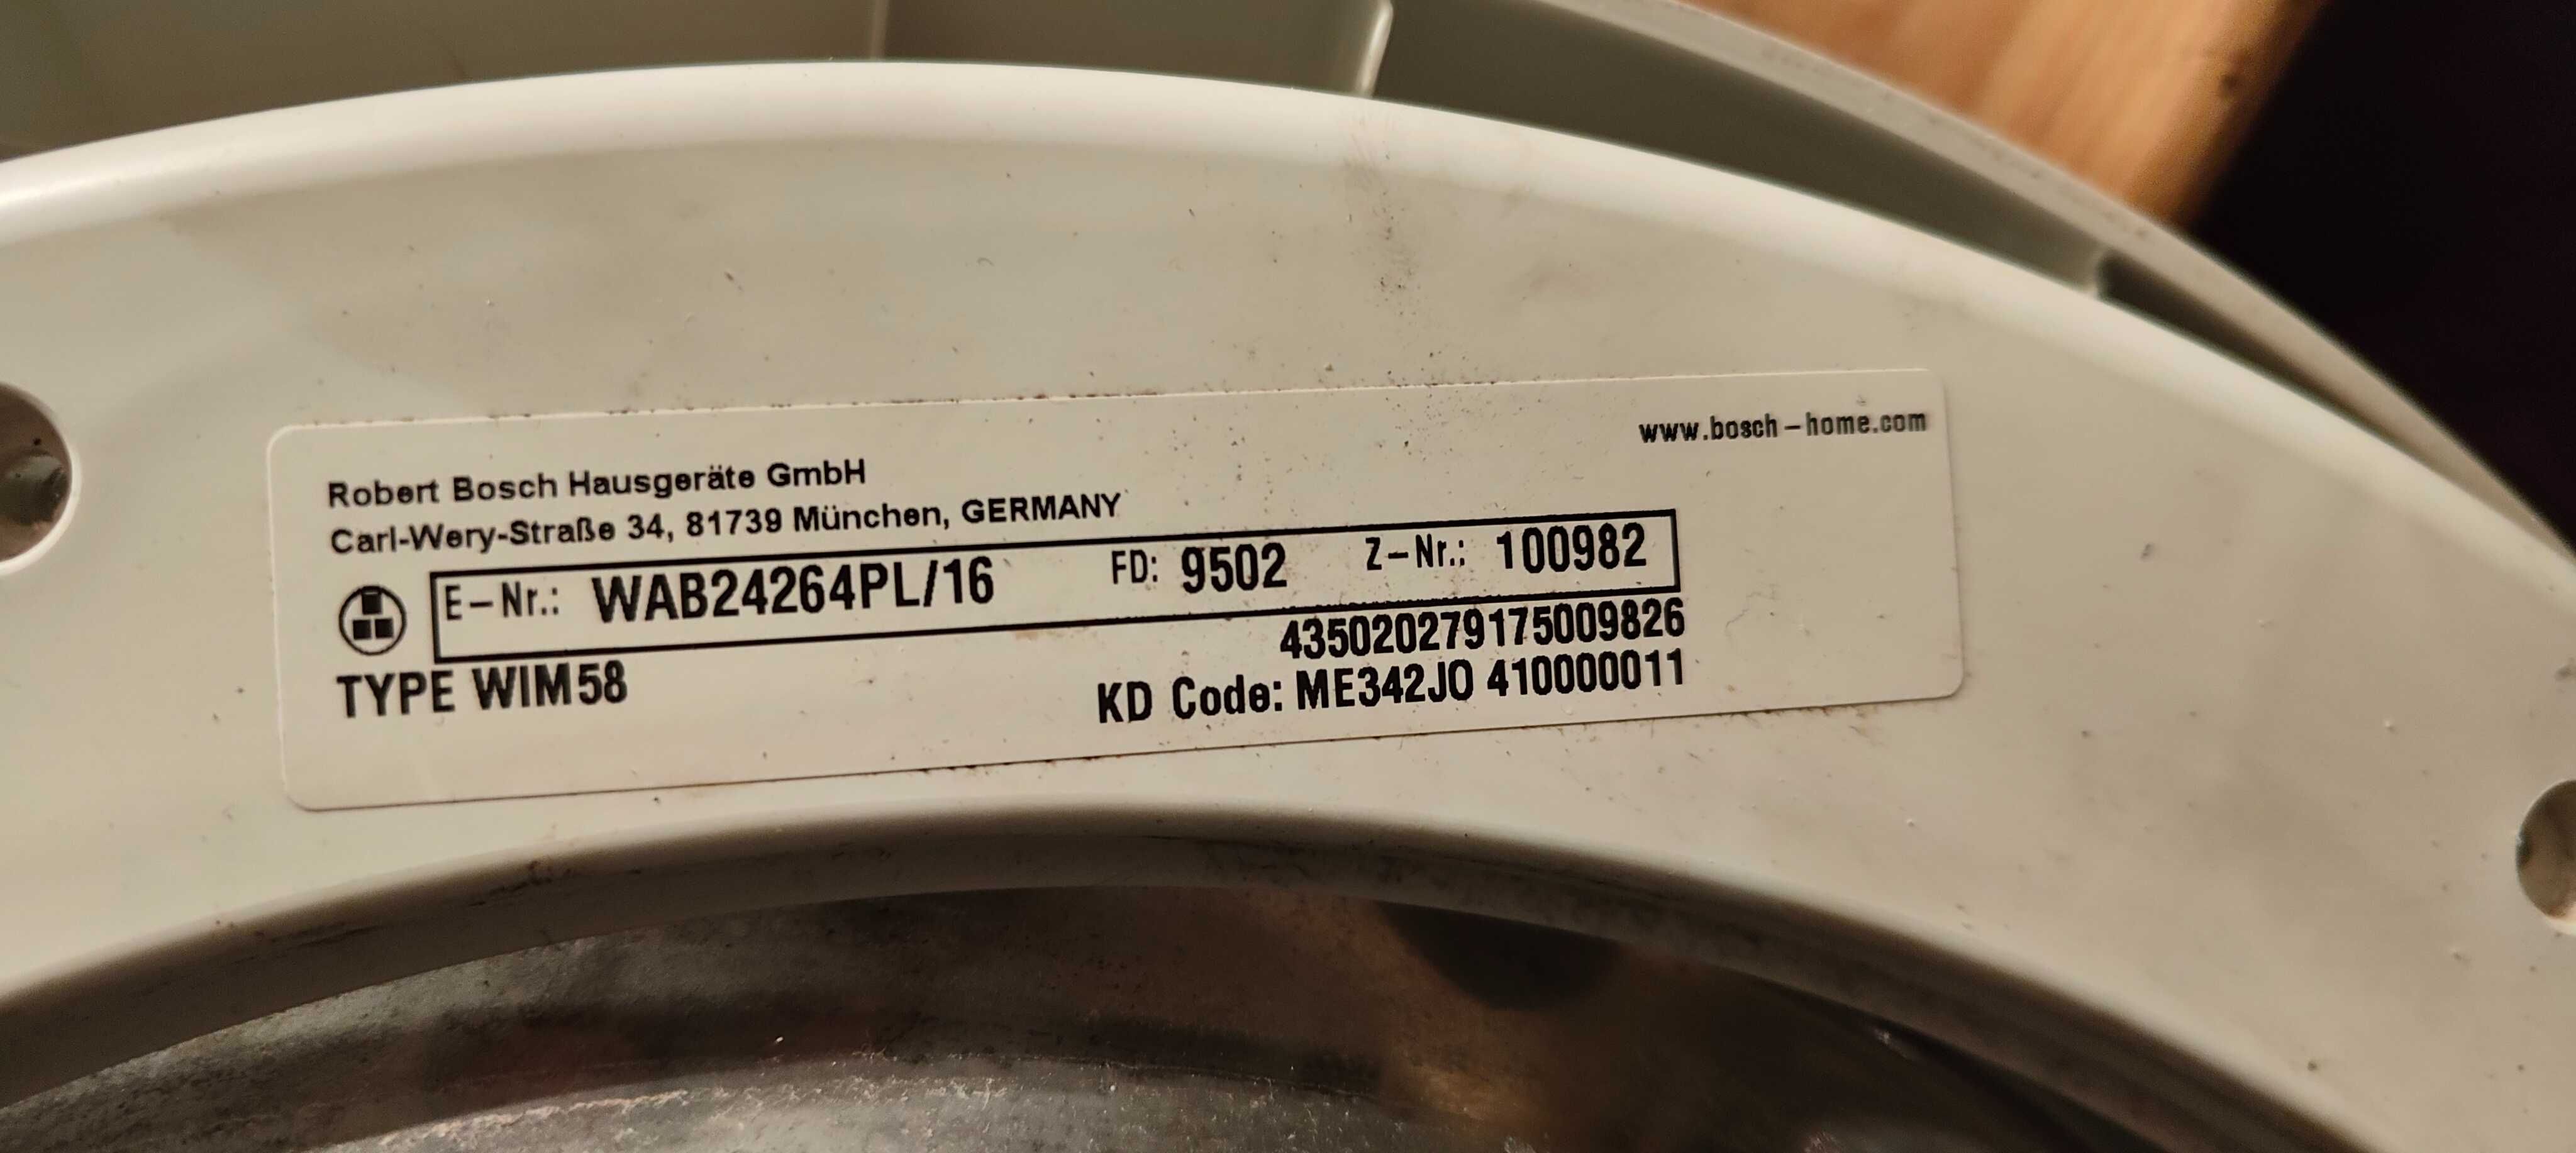 www.bosch-home.com
Robert Bosch Hausgeräte GmbH
Carl-Wery-Straße 34, 81739 München, GERMANY
E-Nr.: WAB24264PL/16 FD: 9502 Z-Nr.: 100982
435020279175009826
TYPE WIM58 KD Code: ME342JO 410000011